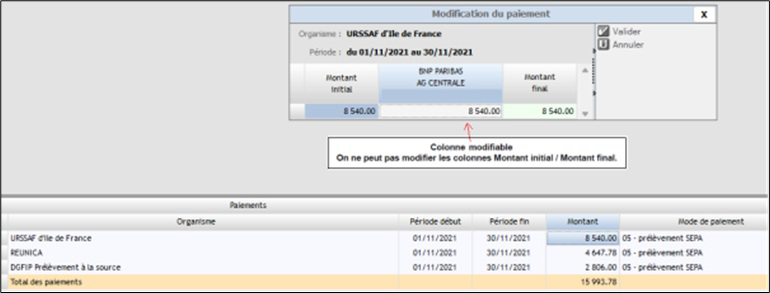 Modification du paiement X
Organisme : URSSAF d'Ile de France
Période : du 01/11/2021 au 30/11/2021
Valider
Annuler
Montant initial BNP PARIBAS AG CENTRALE Montant final
8 540.00 8 540.00 8 540.00
Colonne modifiable
On ne peut pas modifier les colonnes Montant initial / Montant final.
Paiements
Organisme Période début Période fin Montant Mode de paiement
URSSAF d'Ile de France 01/11/2021 30/11/2021 8 540.00 05 - prélèvement SEPA
REUNICA 01/11/2021 30/11/2021 4 647.78 05 - prélèvement SEPA
DGFIP Prélèvement à la source 01/11/2021 30/11/2021 2 806.00 05 - prélèvement SEPA
Total des paiements 15 993.78